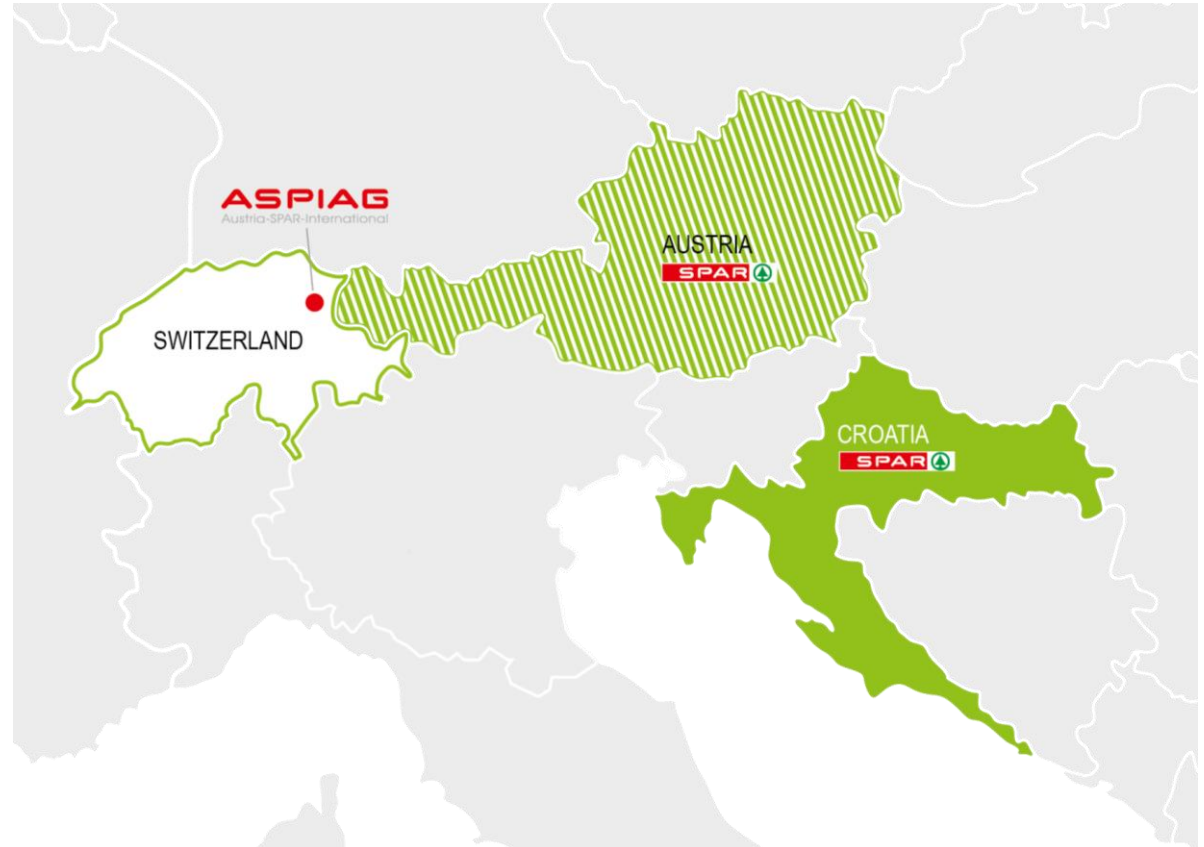 ASPIAG
Austria-SPAR-International
AUSTRIA
SPAR
SWITZERLAND
CROATIA
SPAR